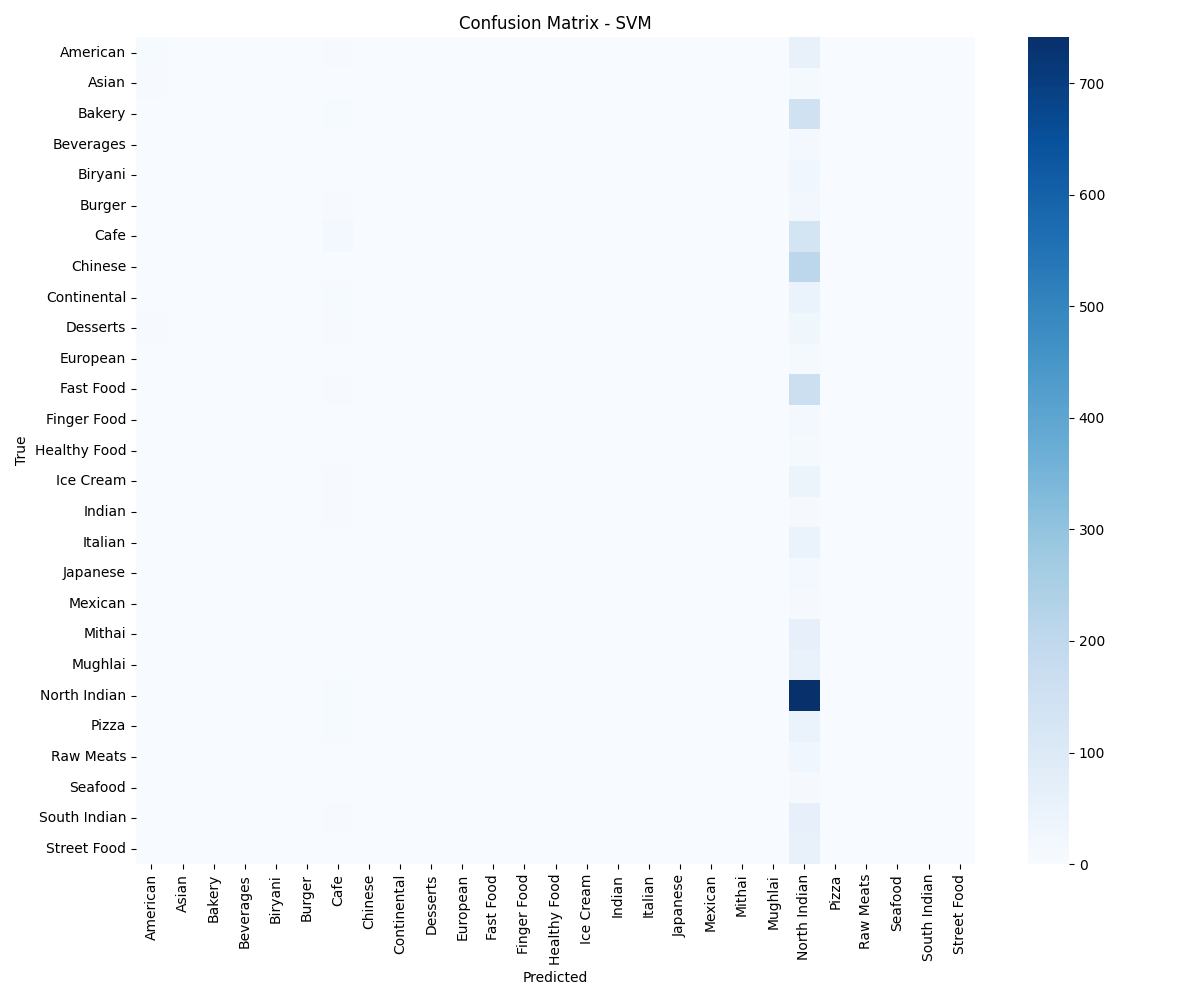 Confusion Matrix - SVM
True
American
Asian
Bakery
Beverages
Biryani
Burger
Cafe
Chinese
Continental
Desserts
European
Fast Food
Finger Food
Healthy Food
Ice Cream
Indian
Italian
Japanese
Mexican
Mithai
Mughlai
North Indian
Pizza
Raw Meats
Seafood
South Indian
Street Food
American
Asian
Bakery
Beverages
Biryani
Burger
Cafe
Chinese
Continental
Desserts
European
Fast Food
Finger Food
Healthy Food
Ice Cream
Indian
Italian
Japanese
Mexican
Mithai
Mughlai
North Indian
Pizza
Raw Meats
Seafood
South Indian
Street Food
Predicted
700
600
500
400
300
200
100
0